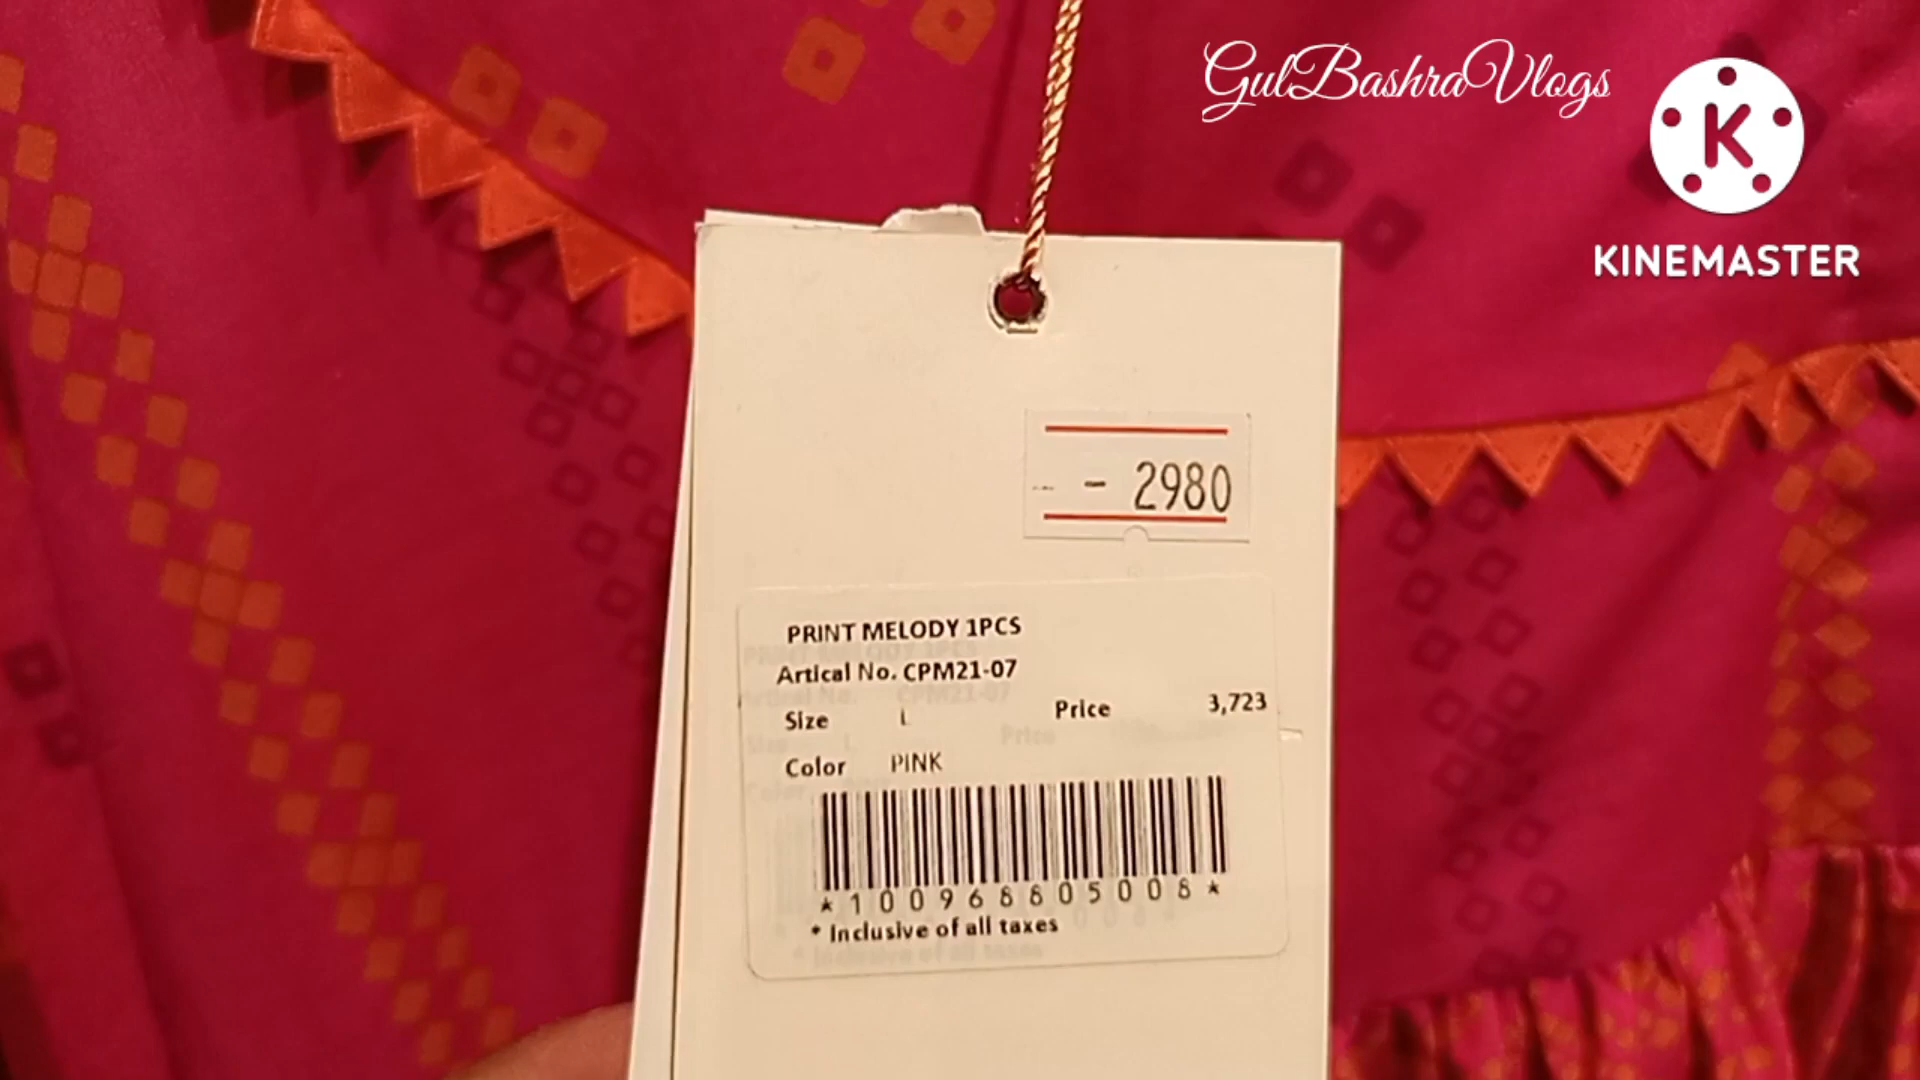 GulBashraVlogs
K
KINEMASTER
- 2980
PRINT MELODY 1PCS
Artical No. CPM21-07
Size L Price 3,723
Color PINK
*100968805008*
* Inclusive of all taxes